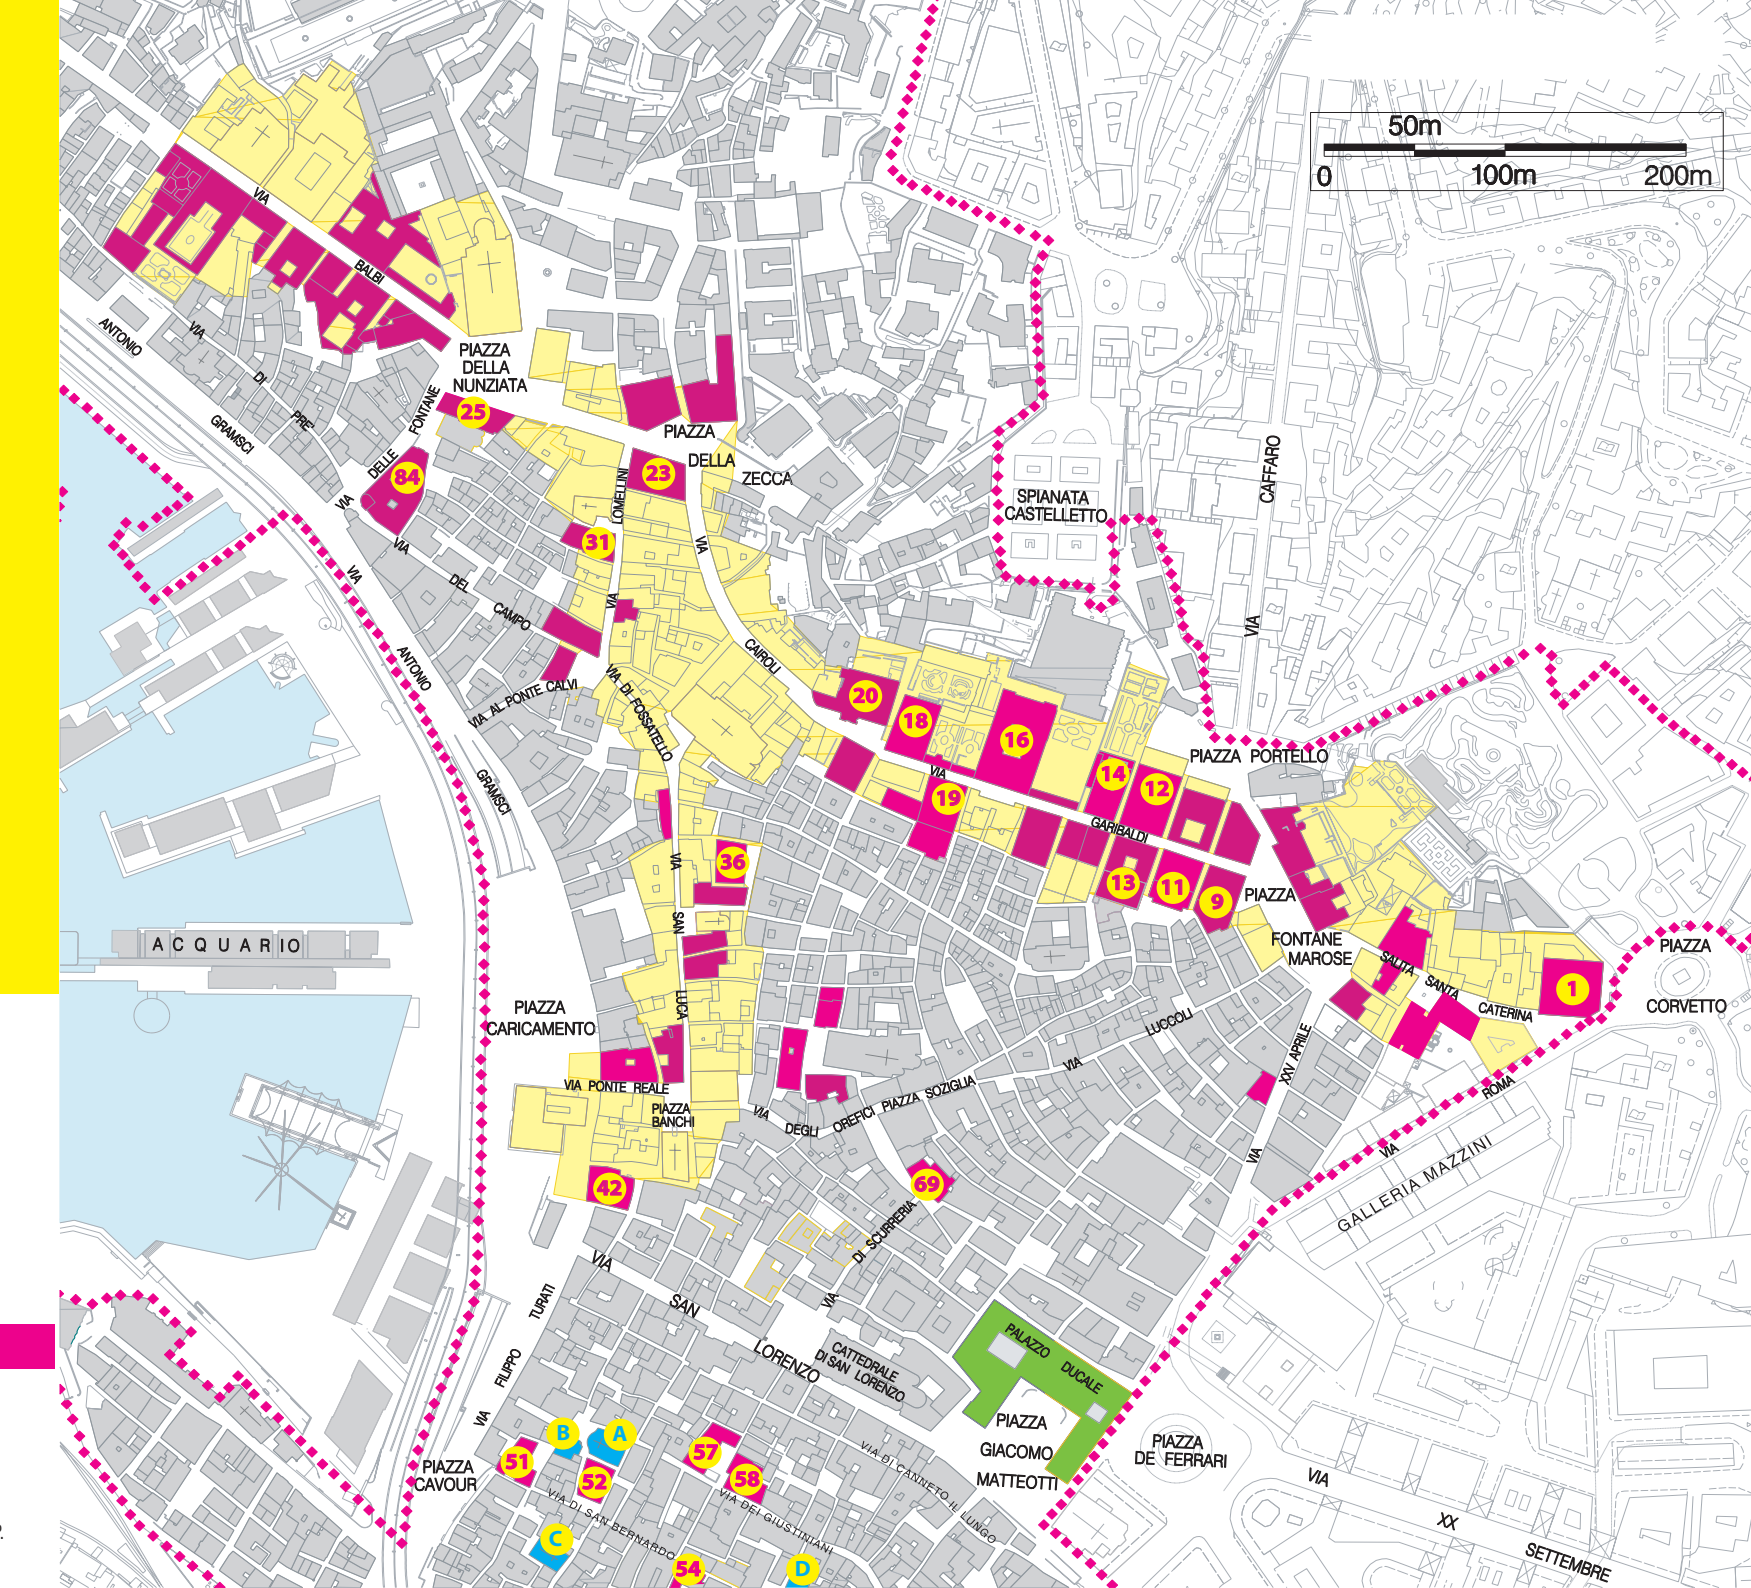 50m
0
100m
200m
VIA
BALBI
ANTONIO
VIA
DI
PRE'
GRAMSCI
PIAZZA
DELLA
NUNZIATA
25
FONTANE
DELLE
VIA
84
PIAZZA
DELLA
ZECCA
23
LOMELLINI
31
VIA
VIA
CAIROLI
SPIANATA
CASTELLETTO
CAFFARO
VIA
VIA
DEL
CAMPO
VIA
ANTONIO
GRAMSCI
VIA AL PONTE CALVI
VIA DI FOSSATELLO
20
18
16
14
12
19
VIA
GARIBALDI
13
11
9
PIAZZA PORTELLO
PIAZZA
FONTANE
MAROSE
SALITA
SANTA
CATERINA
1
PIAZZA
CORVETTO
36
VIA
SAN
LUCA
ACQUARIO
PIAZZA
CARICAMENTO
VIA PONTE REALE
PIAZZA
BANCHI
VIA
DEGLI
OREFICI
PIAZZA SOZIGLIA
VIA
LUCCOLI
XXV APRILE
VIA
ROMA
VIA
GALLERIA MAZZINI
42
69
DI SCURRERIA
VIA
VIA
SAN
LORENZO
TURATI
FILIPPO
VIA
CATTEDRALE
DI SAN LORENZO
PALAZZO
DUCALE
PIAZZA
GIACOMO
MATTEOTTI
PIAZZA
DE FERRARI
VIA
XX
SETTEMBRE
PIAZZA
CAVOUR
B
A
51
52
57
58
C
54
D
VIA DI SAN BERNARDO
VIA DEI GIUSTINIANI
VIA DI CANNETO IL LUNGO